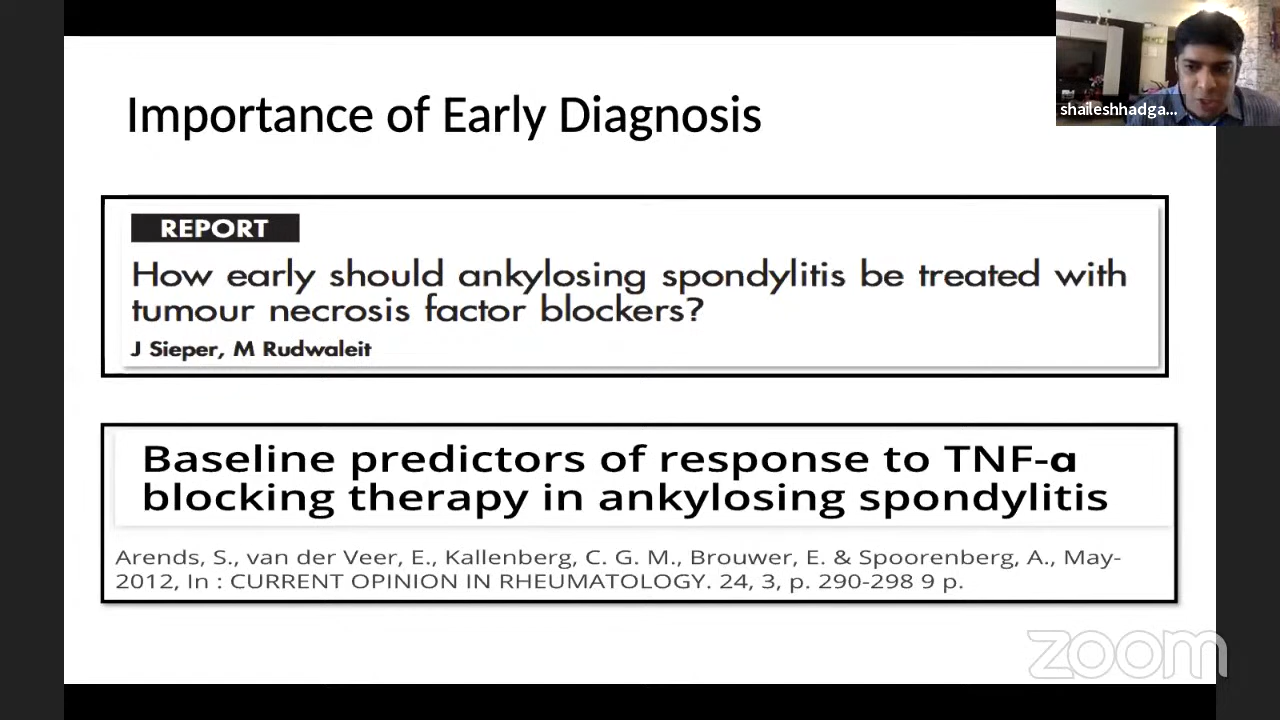 Importance of Early Diagnosis
shaileshhadga...
REPORT
How early should ankylosing spondylitis be treated with
tumour necrosis factor blockers?
J Sieper, M Rudwaleit
Baseline predictors of response to TNF-α
blocking therapy in ankylosing spondylitis
Arends, S., van der Veer, E., Kallenberg, C. G. M., Brouwer, E. & Spoorenberg, A., May-
2012, In : CURRENT OPINION IN RHEUMATOLOGY. 24, 3, p. 290-298 9 p.
zoom